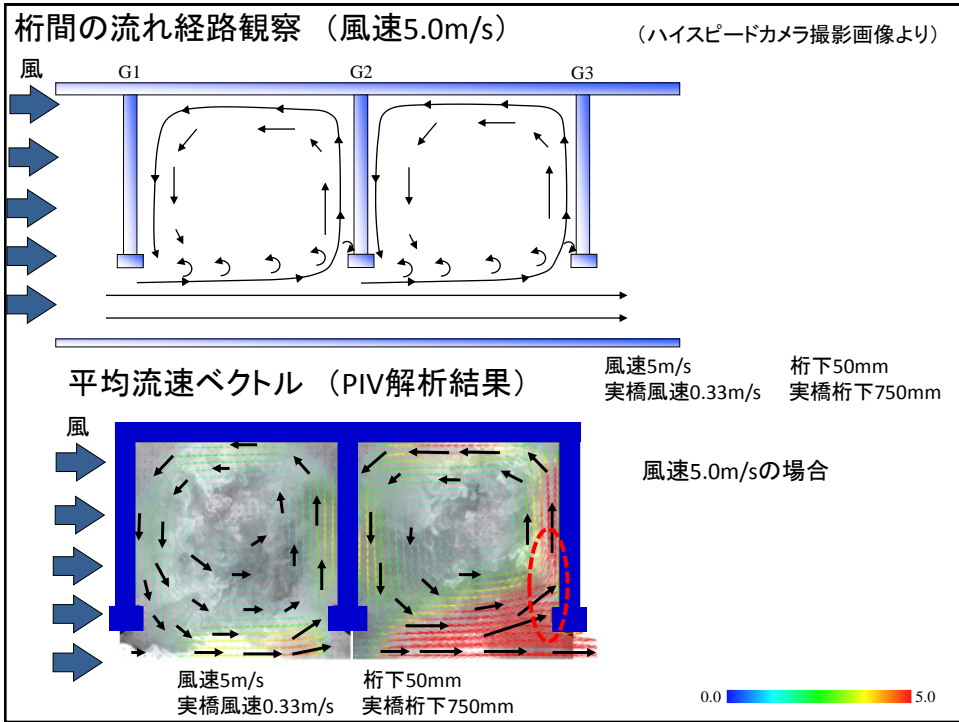 桁間の流れ経路観察 （風速5.0m/s）
（ハイスピードカメラ撮影画像より）
風
G1 G2 G3
風速5m/s 桁下50mm
実橋風速0.33m/s 実橋桁下750mm
平均流速ベクトル （PIV解析結果）
風
風速5.0m/sの場合
風速5m/s 桁下50mm
実橋風速0.33m/s 実橋桁下750mm
0.0 5.0